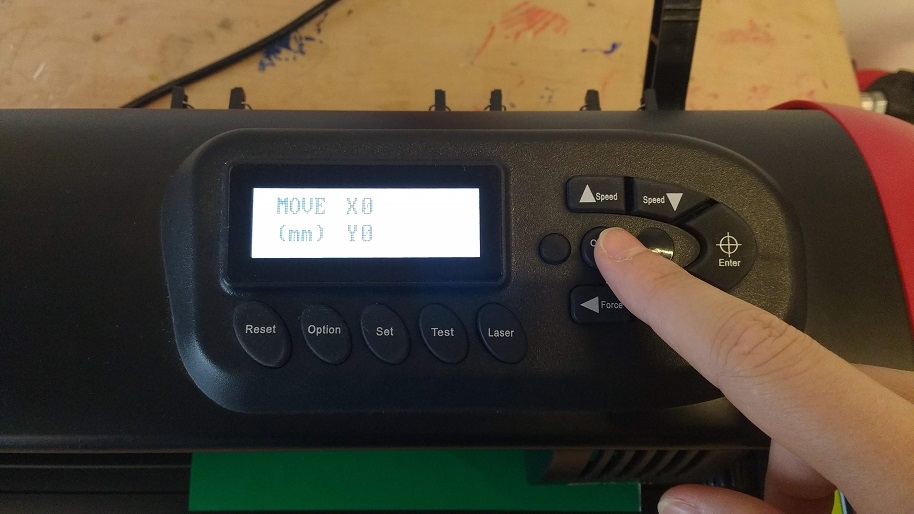 MOVE X0
(mm) Y0
Speed
Speed
Enter
Force
Reset
Option
Set
Test
Laser